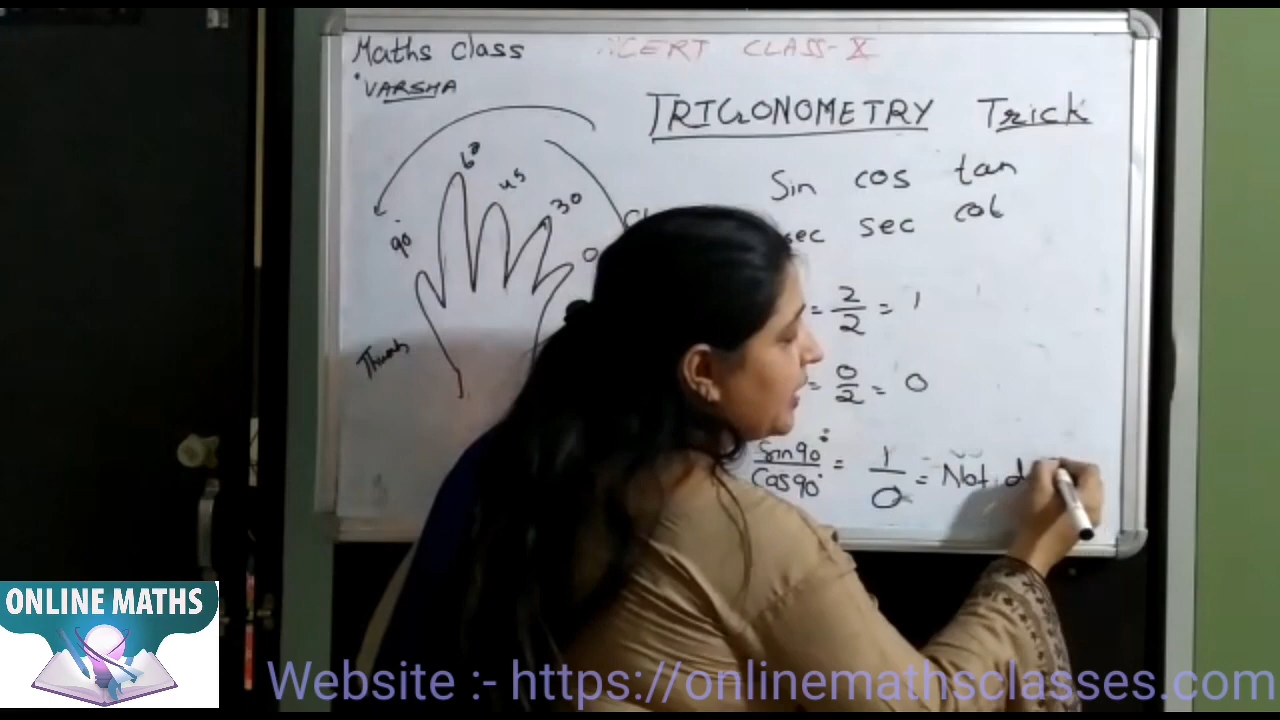 Maths class
NCERT CLASS-X
VARSHA
TRIGONOMETRY Trick
Sin cos tan
sec sec cot
90°
60
45
30
0
Thumb
= 2/2 = 1
= 0/2 = 0
Sin90°/Cos90° = 1/0 = Not d
ONLINE MATHS
Website :- https://onlinemathsclasses.com